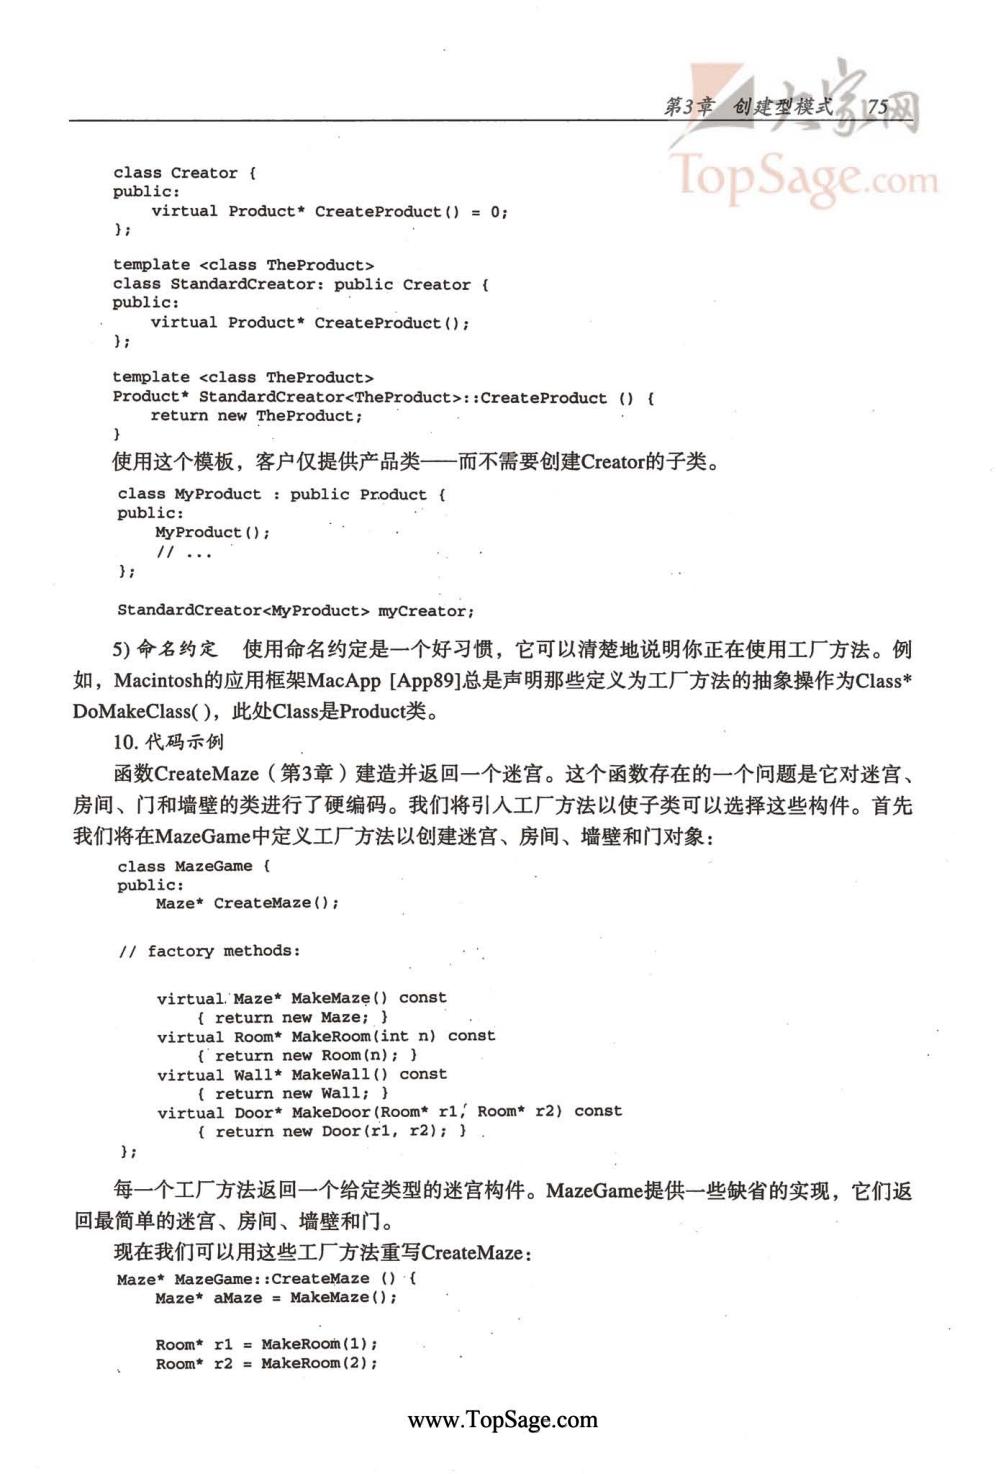 第3章 创建型模式 75
大家网
TopSage.com
class Creator {
public:
    virtual Product* CreateProduct() = 0;
};
template <class TheProduct>
class StandardCreator: public Creator {
public:
    virtual Product* CreateProduct();
};
template <class TheProduct>
Product* StandardCreator<TheProduct>::CreateProduct () {
    return new TheProduct;
}
使用这个模板，客户仅提供产品类——而不需要创建Creator的子类。
class MyProduct : public Product {
public:
    MyProduct();
    // ...
};
StandardCreator<MyProduct> myCreator;
5) 命名约定 使用命名约定是一个好习惯，它可以清楚地说明你正在使用工厂方法。例
如，Macintosh的应用框架MacApp [App89]总是声明那些定义为工厂方法的抽象操作为Class*
DoMakeClass( )，此处Class是Product类。
10. 代码示例
函数CreateMaze（第3章）建造并返回一个迷宫。这个函数存在的一个问题是它对迷宫、
房间、门和墙壁的类进行了硬编码。我们将引入工厂方法以使子类可以选择这些构件。首先
我们将在MazeGame中定义工厂方法以创建迷宫、房间、墙壁和门对象：
class MazeGame {
public:
    Maze* CreateMaze();
// factory methods:
    virtual Maze* MakeMaze() const
        { return new Maze; }
    virtual Room* MakeRoom(int n) const
        { return new Room(n); }
    virtual Wall* MakeWall() const
        { return new Wall; }
    virtual Door* MakeDoor(Room* r1, Room* r2) const
        { return new Door(r1, r2); }
};
每一个工厂方法返回一个给定类型的迷宫构件。MazeGame提供一些缺省的实现，它们返
回最简单的迷宫、房间、墙壁和门。
现在我们可以用这些工厂方法重写CreateMaze：
Maze* MazeGame::CreateMaze () {
    Maze* aMaze = MakeMaze();
    Room* r1 = MakeRoom(1);
    Room* r2 = MakeRoom(2);
www.TopSage.com